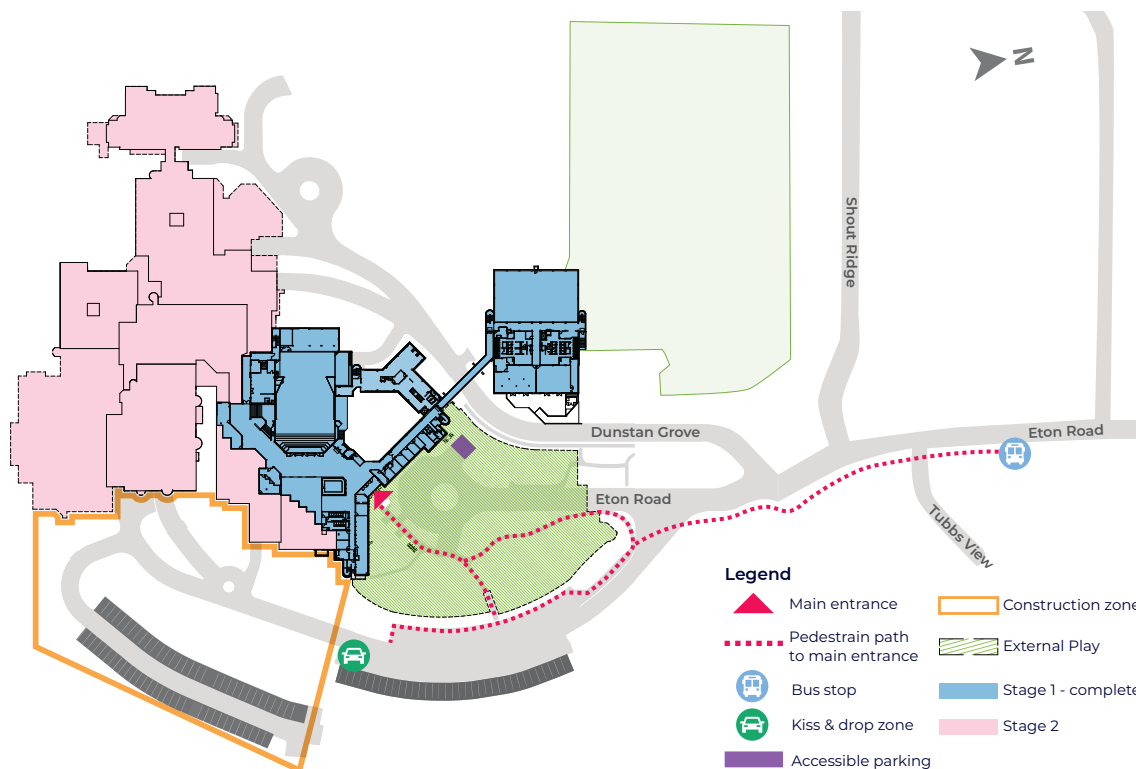 N
Shout Ridge
Dunstan Grove
Eton Road
Eton Road
Tubbs View
Legend
Main entrance
Pedestrain path
to main entrance
Bus stop
Kiss & drop zone
Accessible parking
Construction zone
External Play
Stage 1 - complete
Stage 2